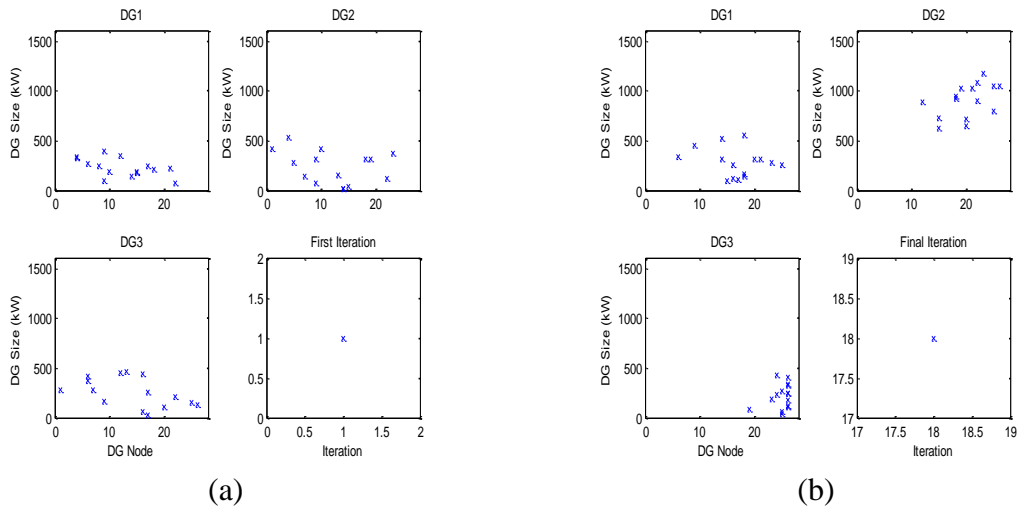 DG1
DG2
DG1
DG2
1500
1000
500
0
DG Size (kW)
0 10 20
1500
1000
500
0
DG Size (kW)
0 10 20
1500
1000
500
0
DG Size (kW)
0 10 20
1500
1000
500
0
DG Size (kW)
0 10 20
DG3
First Iteration
DG3
Final Iteration
1500
1000
500
0
DG Size (kW)
0 10 20
DG Node
2
1.5
1
0.5
0
0 0.5 1 1.5 2
Iteration
1500
1000
500
0
DG Size (kW)
0 10 20
DG Node
19
18.5
18
17.5
17
17 17.5 18 18.5 19
Iteration
(a)
(b)